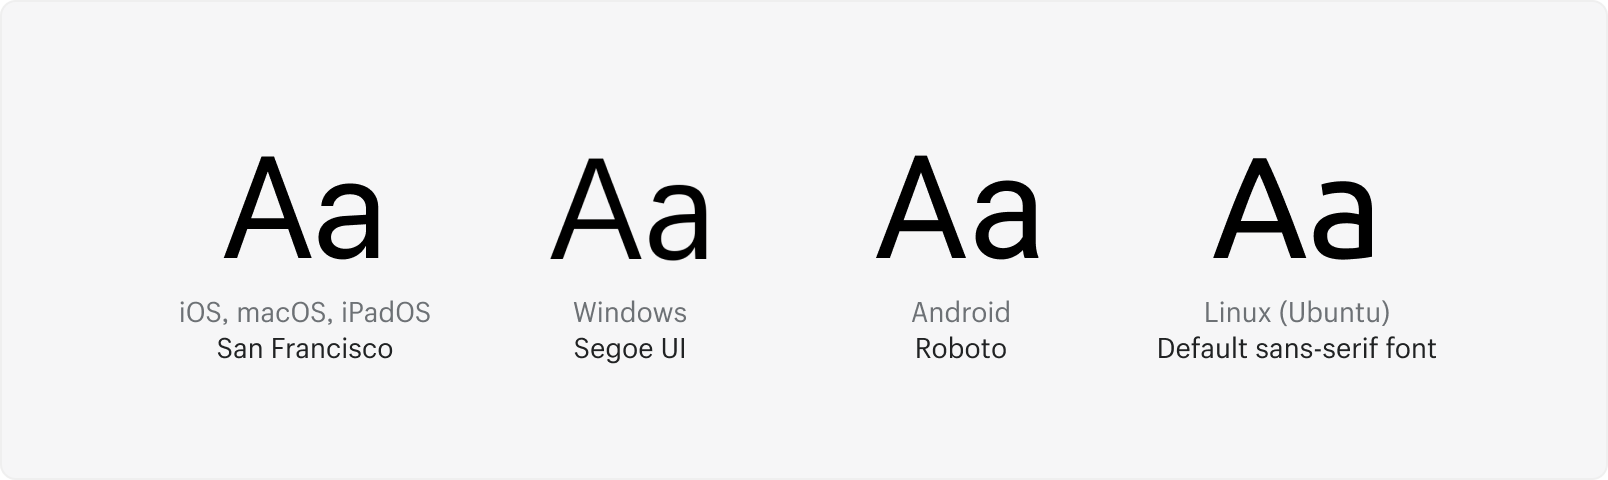 Aa Aa Aa Aa
iOS, macOS, iPadOS Windows Android Linux (Ubuntu)
San Francisco Segoe UI Roboto Default sans-serif font